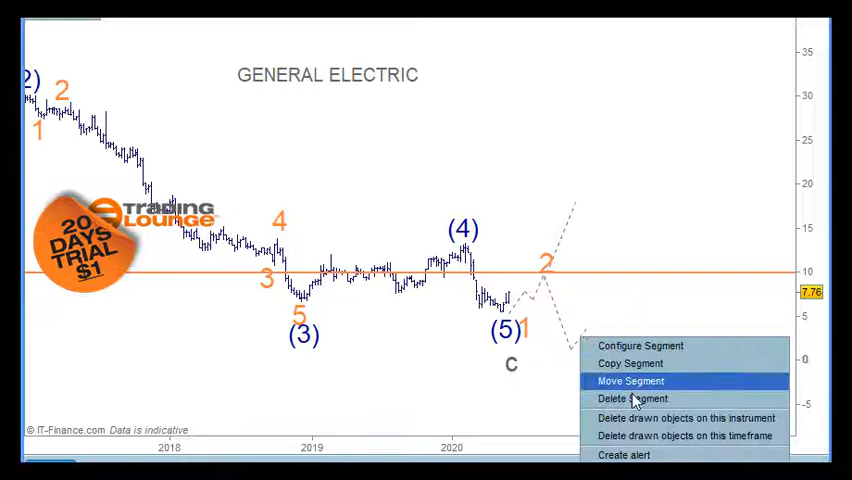 35
GENERAL ELECTRIC
2)
2
30
1
25
20
Trading
Lounge
20
DAYS
TRIAL
$1
4
(4)
15
3
2
10
7.76
5
(3)
(5)
1
5
C
0
Configure Segment
Copy Segment
Move Segment
Delete Segment
-5
Delete drawn objects on this instrument
Delete drawn objects on this timeframe
© IT-Finance.com Data is indicative
2018
2019
2020
Create alert